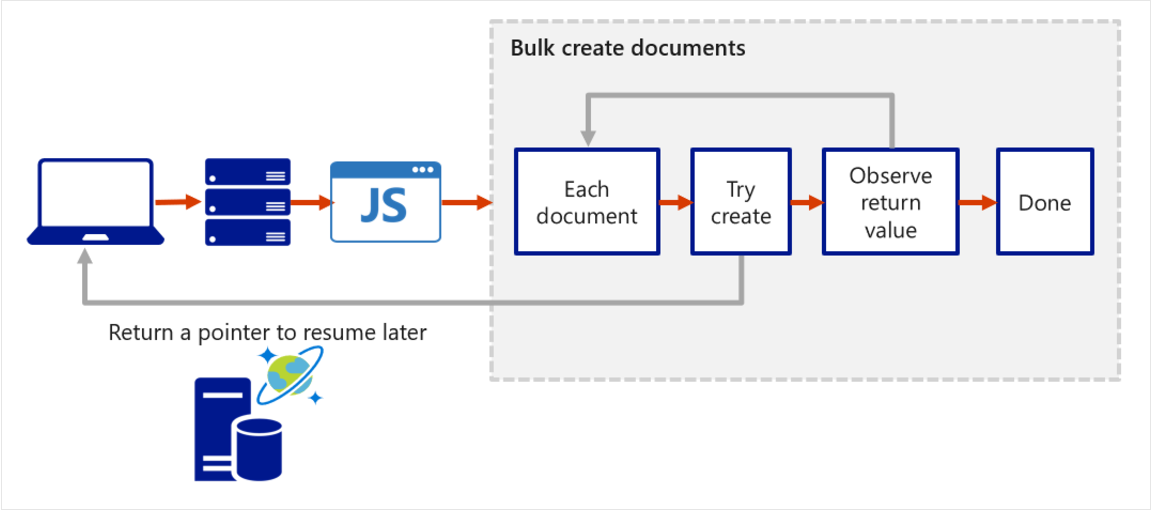 Bulk create documents
JS
Each
document
Try
create
Observe
return
value
Done
Return a pointer to resume later